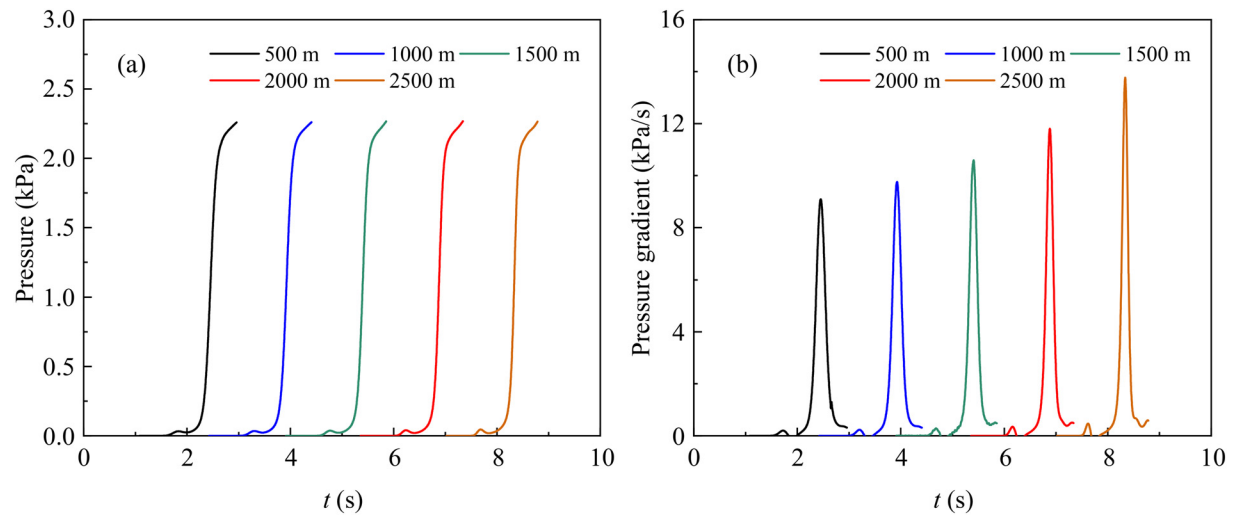 (a)
500 m 1000 m 1500 m
2000 m 2500 m
Pressure (kPa)
3.0
2.5
2.0
1.5
1.0
0.5
0.0
0 2 4 6 8 10
t (s)
(b)
500 m 1000 m 1500 m
2000 m 2500 m
Pressure gradient (kPa/s)
16
12
8
4
0
0 2 4 6 8 10
t (s)